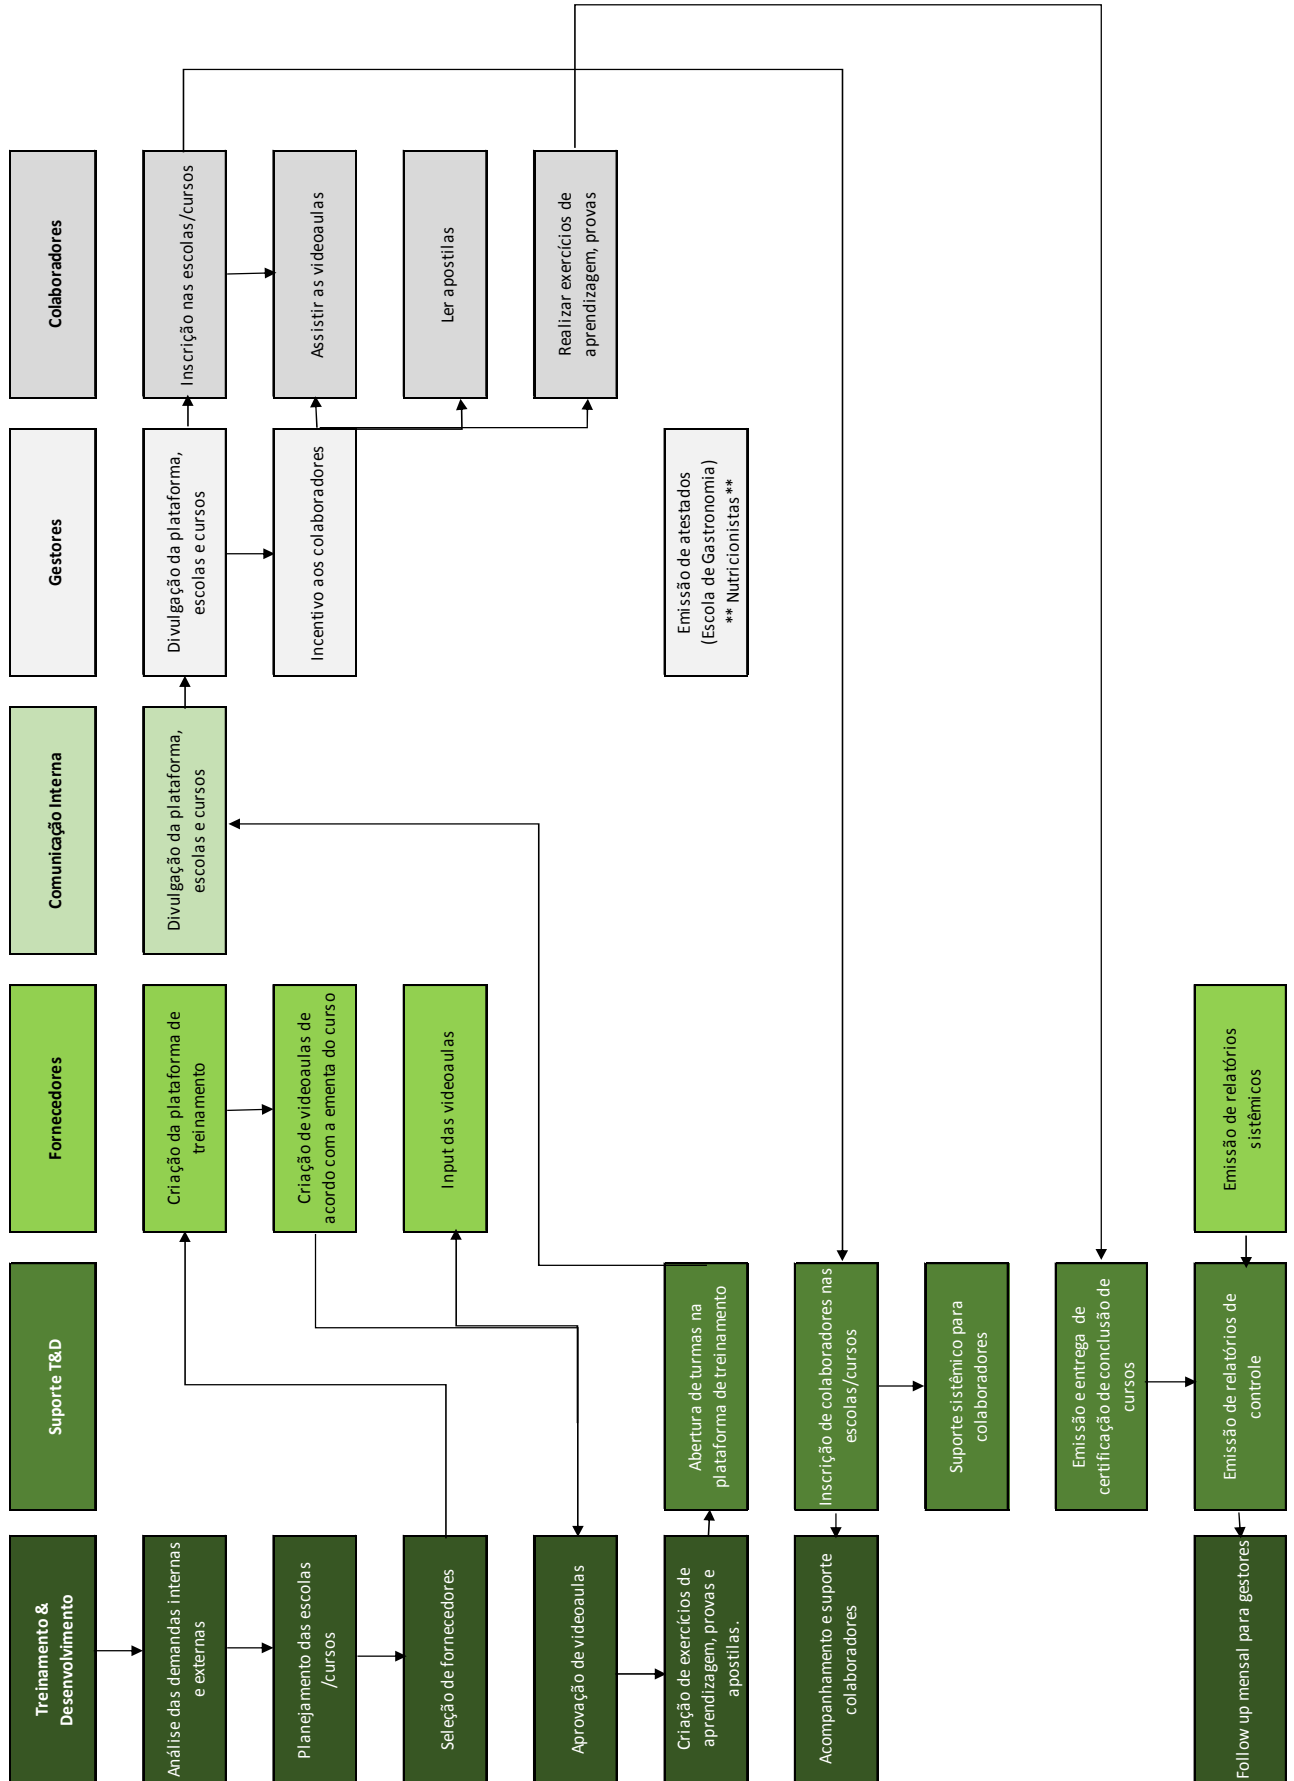 Treinamento &
Desenvolvimento
Suporte T&D
Fornecedores
Comunicação Interna
Gestores
Colaboradores
Análise das demandas internas
e externas
Criação da plataforma de
treinamento
Divulgação da plataforma,
escolas e cursos
Divulgação da plataforma,
escolas e cursos
Inscrição nas escolas/cursos
Planejamento das escolas
/cursos
Criação de videoaulas de
acordo com a ementa do curso
Incentivo aos colaboradores
Assistir as videoaulas
Seleção de fornecedores
Input das videoaulas
Ler apostilas
Aprovação de videoaulas
Realizar exercícios de
aprendizagem, provas
Criação de exercícios de
aprendizagem, provas e
apostilas.
Abertura de turmas na
plataforma de treinamento
Emissão de atestados
(Escola de Gastronomia)
** Nutricionistas **
Acompanhamento e suporte
colaboradores
Inscrição de colaboradores nas
escolas/cursos
Suporte sistêmico para
colaboradores
Emissão e entrega de
certificação de conclusão de
cursos
Follow up mensal para gestores
Emissão de relatórios de
controle
Emissão de relatórios
sistêmicos